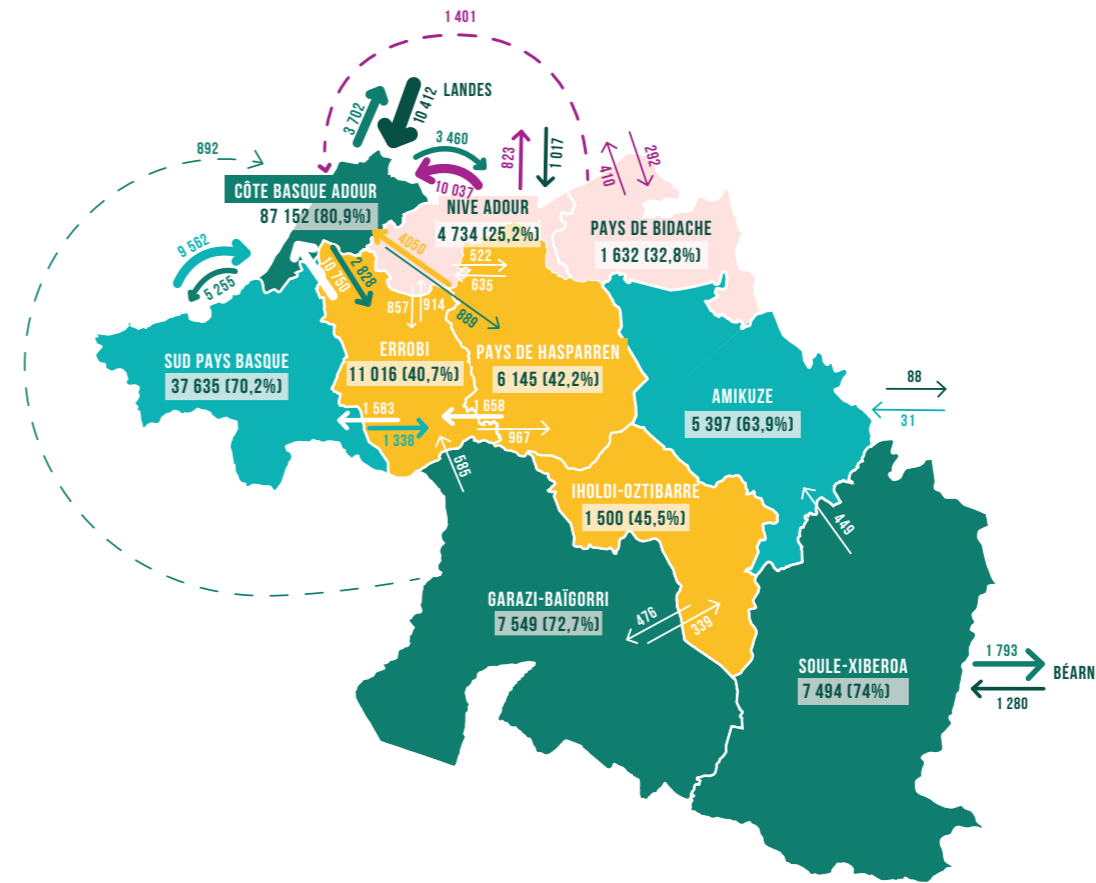 1 401
LANDES
3 702
10 412
3 460
10 037
823
1 017
410
292
892
CÔTE BASQUE ADOUR
87 152 (80,9%)
NIVE ADOUR
4 734 (25,2%)
PAYS DE BIDACHE
1 632 (32,8%)
9 562
5 255
10 750
2 828
4050
522
635
889
857
914
SUD PAYS BASQUE
37 635 (70,2%)
ERROBI
11 016 (40,7%)
PAYS DE HASPARREN
6 145 (42,2%)
AMIKUZE
5 397 (63,9%)
88
31
1 583
1 338
1 658
967
585
IHOLDI-OZTIBARRE
1 500 (45,5%)
449
GARAZI-BAÏGORRI
7 549 (72,7%)
476
339
SOULE-XIBEROA
7 494 (74%)
1 793
BÉARN
1 280